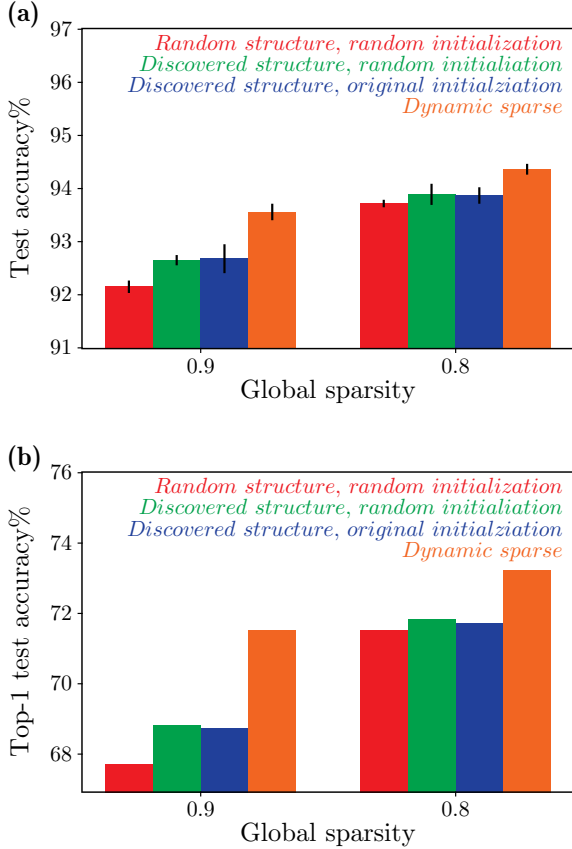 (a)
97
96
95
94
93
92
91
Test accuracy%
Random structure, random initialization
Discovered structure, random initialiation
Discovered structure, original initialziation
Dynamic sparse
0.9 0.8
Global sparsity
(b)
76
74
72
70
68
Top-1 test accuracy%
Random structure, random initialization
Discovered structure, random initialiation
Discovered structure, original initialziation
Dynamic sparse
0.9 0.8
Global sparsity